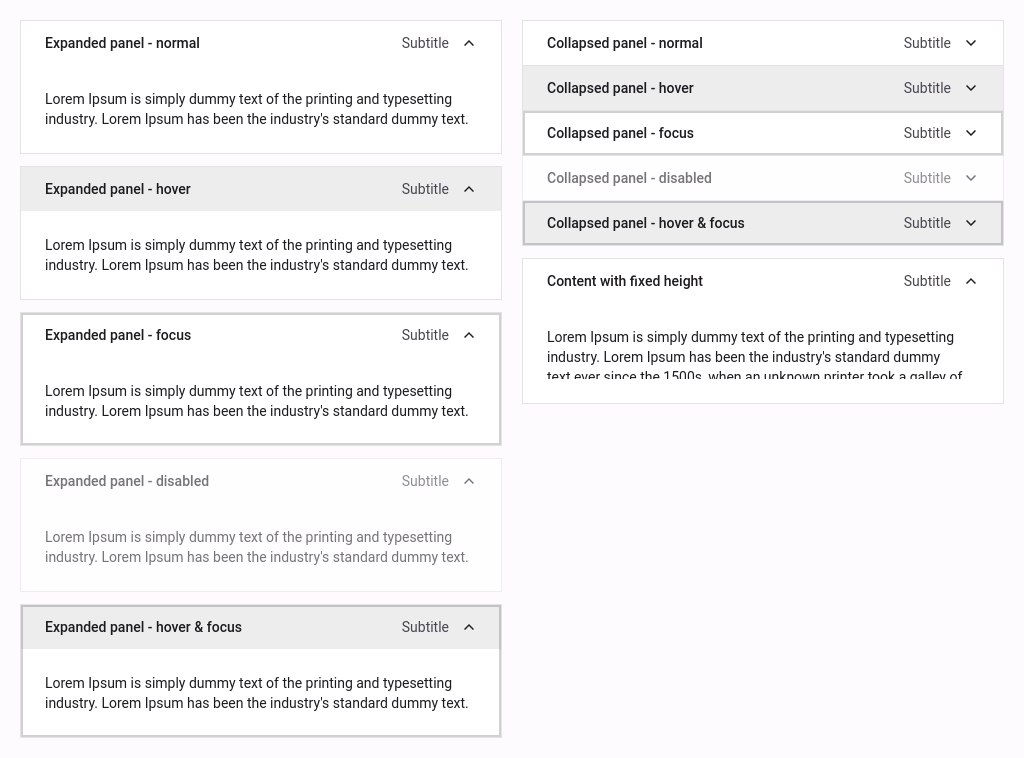 Expanded panel - normal Subtitle
Lorem Ipsum is simply dummy text of the printing and typesetting
industry. Lorem Ipsum has been the industry's standard dummy text.
Expanded panel - hover Subtitle
Lorem Ipsum is simply dummy text of the printing and typesetting
industry. Lorem Ipsum has been the industry's standard dummy text.
Expanded panel - focus Subtitle
Lorem Ipsum is simply dummy text of the printing and typesetting
industry. Lorem Ipsum has been the industry's standard dummy text.
Expanded panel - disabled Subtitle
Lorem Ipsum is simply dummy text of the printing and typesetting
industry. Lorem Ipsum has been the industry's standard dummy text.
Expanded panel - hover & focus Subtitle
Lorem Ipsum is simply dummy text of the printing and typesetting
industry. Lorem Ipsum has been the industry's standard dummy text.
Collapsed panel - normal Subtitle
Collapsed panel - hover Subtitle
Collapsed panel - focus Subtitle
Collapsed panel - disabled Subtitle
Collapsed panel - hover & focus Subtitle
Content with fixed height Subtitle
Lorem Ipsum is simply dummy text of the printing and typesetting
industry. Lorem Ipsum has been the industry's standard dummy
text ever since the 1500s, when an unknown printer took a galley of